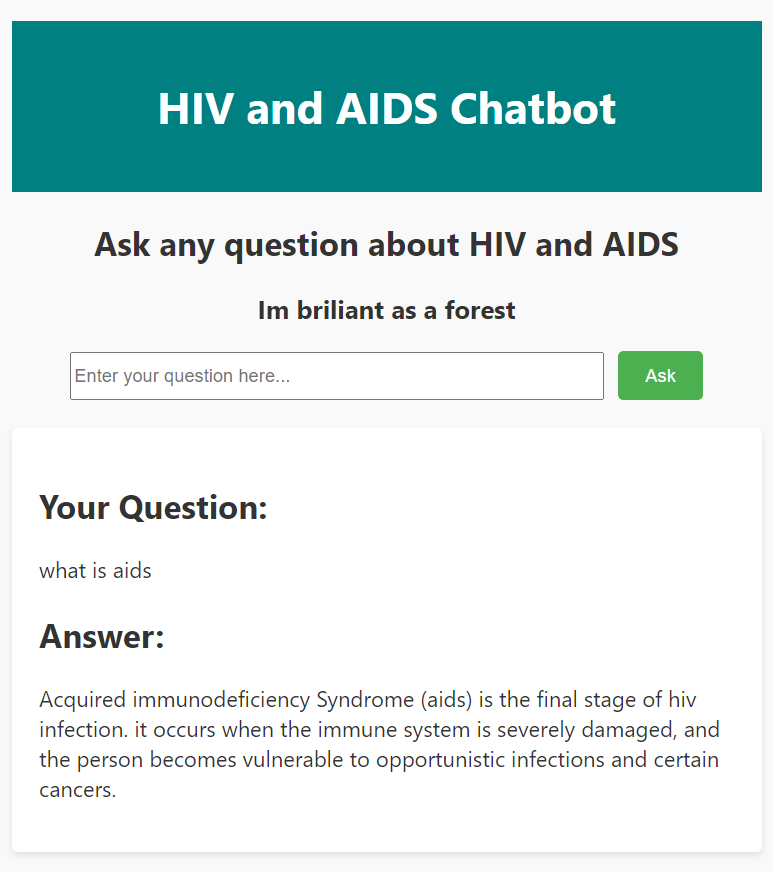 HIV and AIDS Chatbot
Ask any question about HIV and AIDS
Im briliant as a forest
Enter your question here...
Ask
Your Question:
what is aids
Answer:
Acquired immunodeficiency Syndrome (aids) is the final stage of hiv
infection. it occurs when the immune system is severely damaged, and
the person becomes vulnerable to opportunistic infections and certain
cancers.